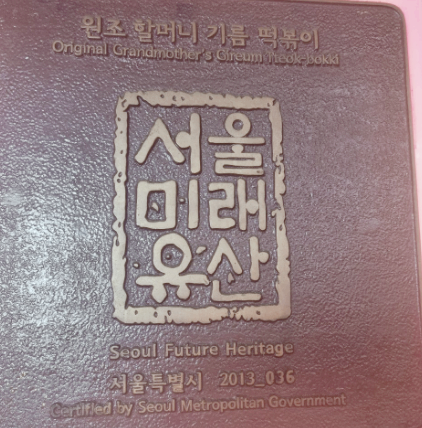 원조 할머니 기름 떡볶이
Original Grandmother's Gireum Tteok-bokki
서울
미래
유산
Seoul Future Heritage
서울특별시 2013_036
Certified by Seoul Metropolitan Government